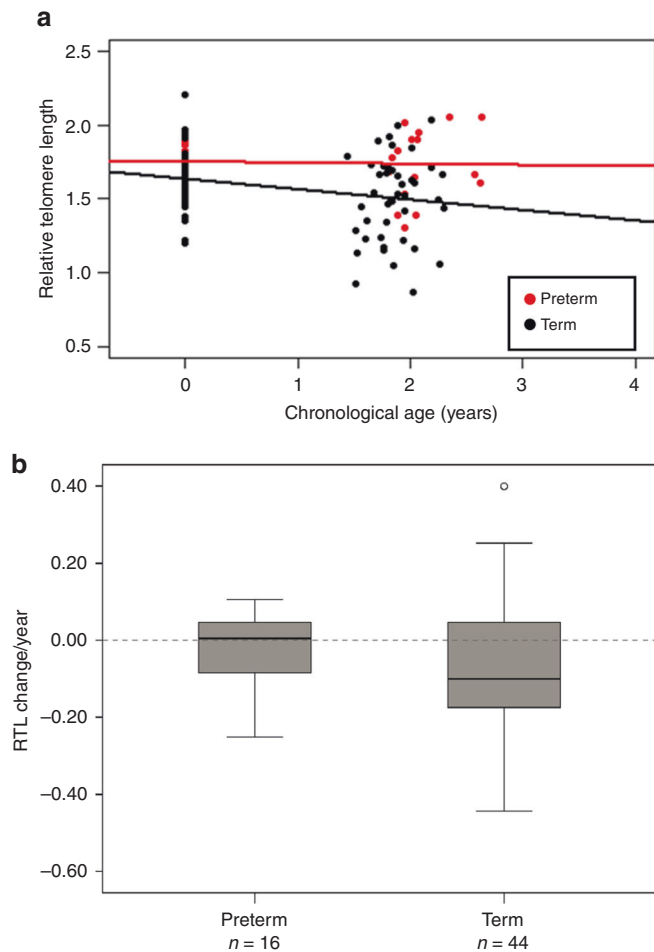 a
2.5
2.0
1.5
1.0
0.5
Relative telomere length
Preterm
Term
0 1 2 3 4
Chronological age (years)
b
0.40
0.20
0.00
–0.20
–0.40
–0.60
RTL change/year
Preterm Term
n = 16 n = 44